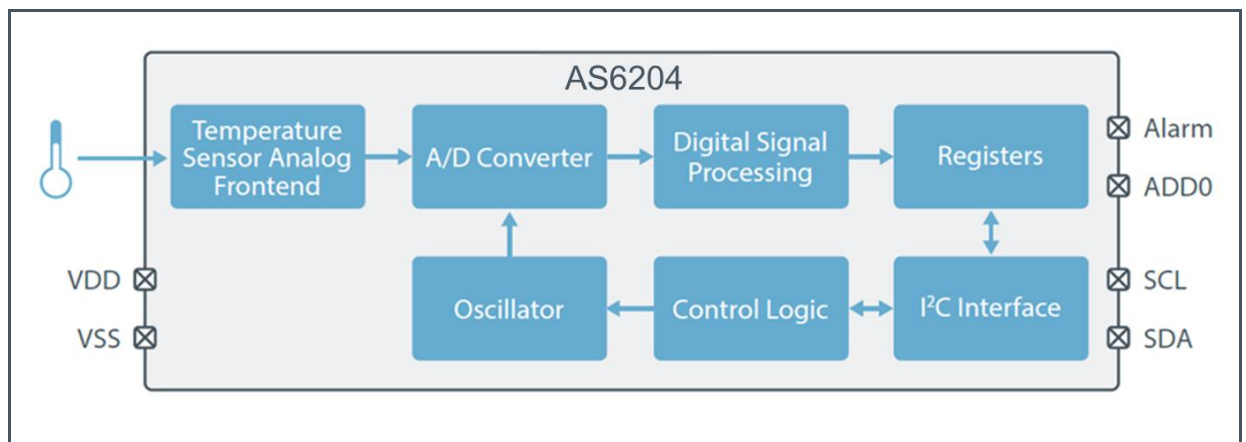 AS6204
Temperature
Sensor Analog
Frontend
A/D Converter
Digital Signal
Processing
Registers
Alarm
ADD0
VDD
VSS
Oscillator
Control Logic
I²C Interface
SCL
SDA